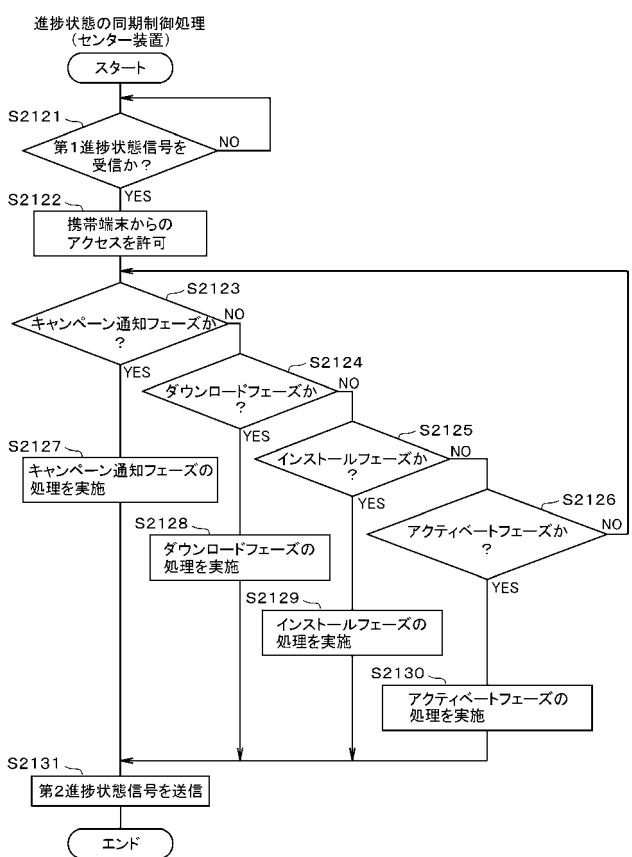 進捗状態の同期制御処理
（センター装置）
スタート
S2121
第1進捗状態信号を
受信か？
NO
YES
S2122
携帯端末からの
アクセスを許可
S2123
キャンペーン通知フェーズか
？
NO
YES
S2124
ダウンロードフェーズか
？
NO
YES
S2125
インストールフェーズか
？
NO
YES
S2126
アクティベートフェーズか
？
NO
YES
S2127
キャンペーン通知フェーズの
処理を実施
S2128
ダウンロードフェーズの
処理を実施
S2129
インストールフェーズの
処理を実施
S2130
アクティベートフェーズの
処理を実施
S2131
第2進捗状態信号を送信
エンド